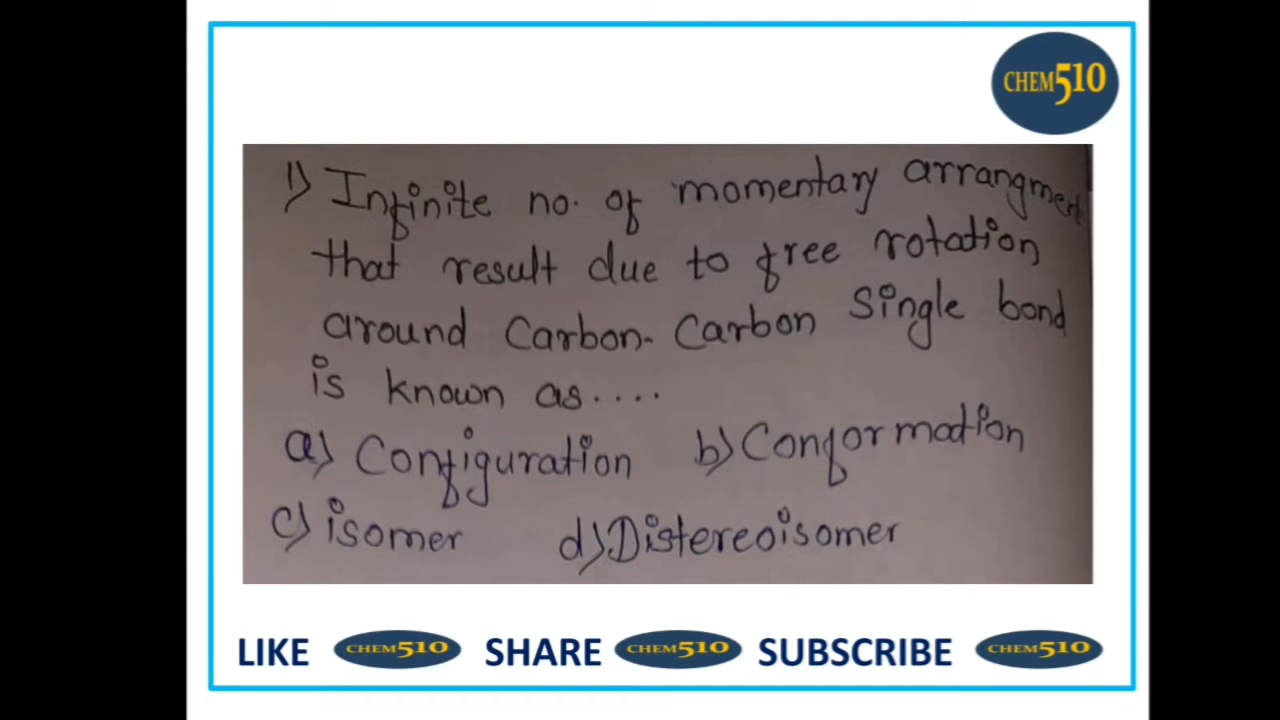 CHEM510
1) Infinite no. of momentary arrangment
that result due to free rotation
around Carbon-Carbon Single bond
is known as....
a) Configuration b) Conformation
c) isomer d) Distereoisomer
LIKE CHEM510 SHARE CHEM510 SUBSCRIBE CHEM510